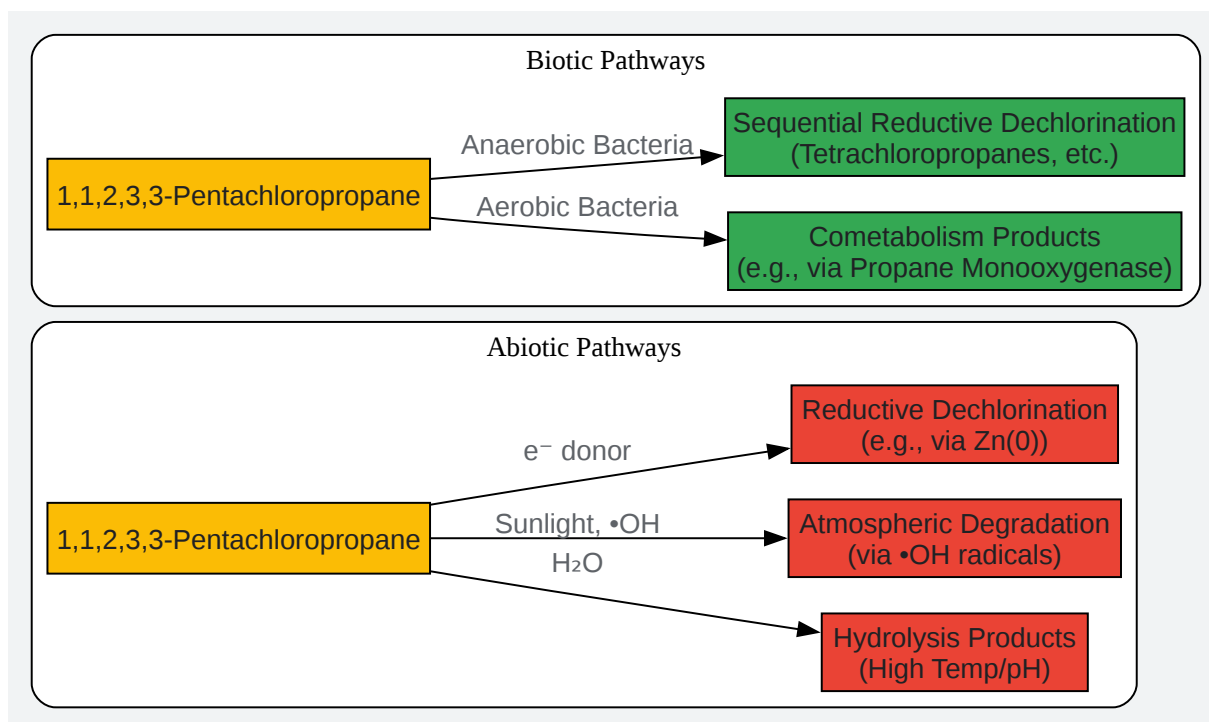 Biotic Pathways
1,1,2,3,3-Pentachloropropane
Anaerobic Bacteria
Sequential Reductive Dechlorination
(Tetrachloropropanes, etc.)
Aerobic Bacteria
Cometabolism Products
(e.g., via Propane Monooxygenase)
Abiotic Pathways
1,1,2,3,3-Pentachloropropane
e⁻ donor
Reductive Dechlorination
(e.g., via Zn(0))
Sunlight, •OH
Atmospheric Degradation
(via •OH radicals)
H₂O
Hydrolysis Products
(High Temp/pH)